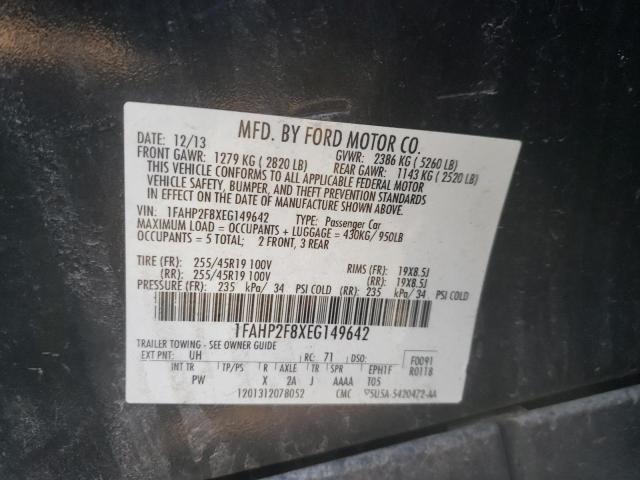 MFD. BY FORD MOTOR CO.
DATE: 12/13 GVWR: 2386 KG ( 5260 LB)
FRONT GAWR: 1279 KG ( 2820 LB) REAR GAWR: 1143 KG ( 2520 LB)
THIS VEHICLE CONFORMS TO ALL APPLICABLE FEDERAL MOTOR
VEHICLE SAFETY, BUMPER, AND THEFT PREVENTION STANDARDS
IN EFFECT ON THE DATE OF MANUFACTURE SHOWN ABOVE.
VIN: 1FAHP2F8XEG149642 TYPE: Passenger Car
MAXIMUM LOAD = OCCUPANTS + LUGGAGE = 430KG/ 950LB
OCCUPANTS = 5 TOTAL; 2 FRONT, 3 REAR
TIRE (FR): 255/45R19 100V RIMS (FR): 19X8.5J
(RR): 255/45R19 100V (RR): 19X8.5J
PRESSURE (FR): 235 kPa/ 34 PSI COLD (RR): 235 kPa/ 34 PSI COLD
1FAHP2F8XEG149642
TRAILER TOWING - SEE OWNER GUIDE
EXT PNT: UH RC: 71 DSO: F0091
R0118
INT TR TP/PS R AXLE TR SPR EPH1F
PW X 2A J AAAA T05
1201312078052 CMC 5U5A-5420472-AA